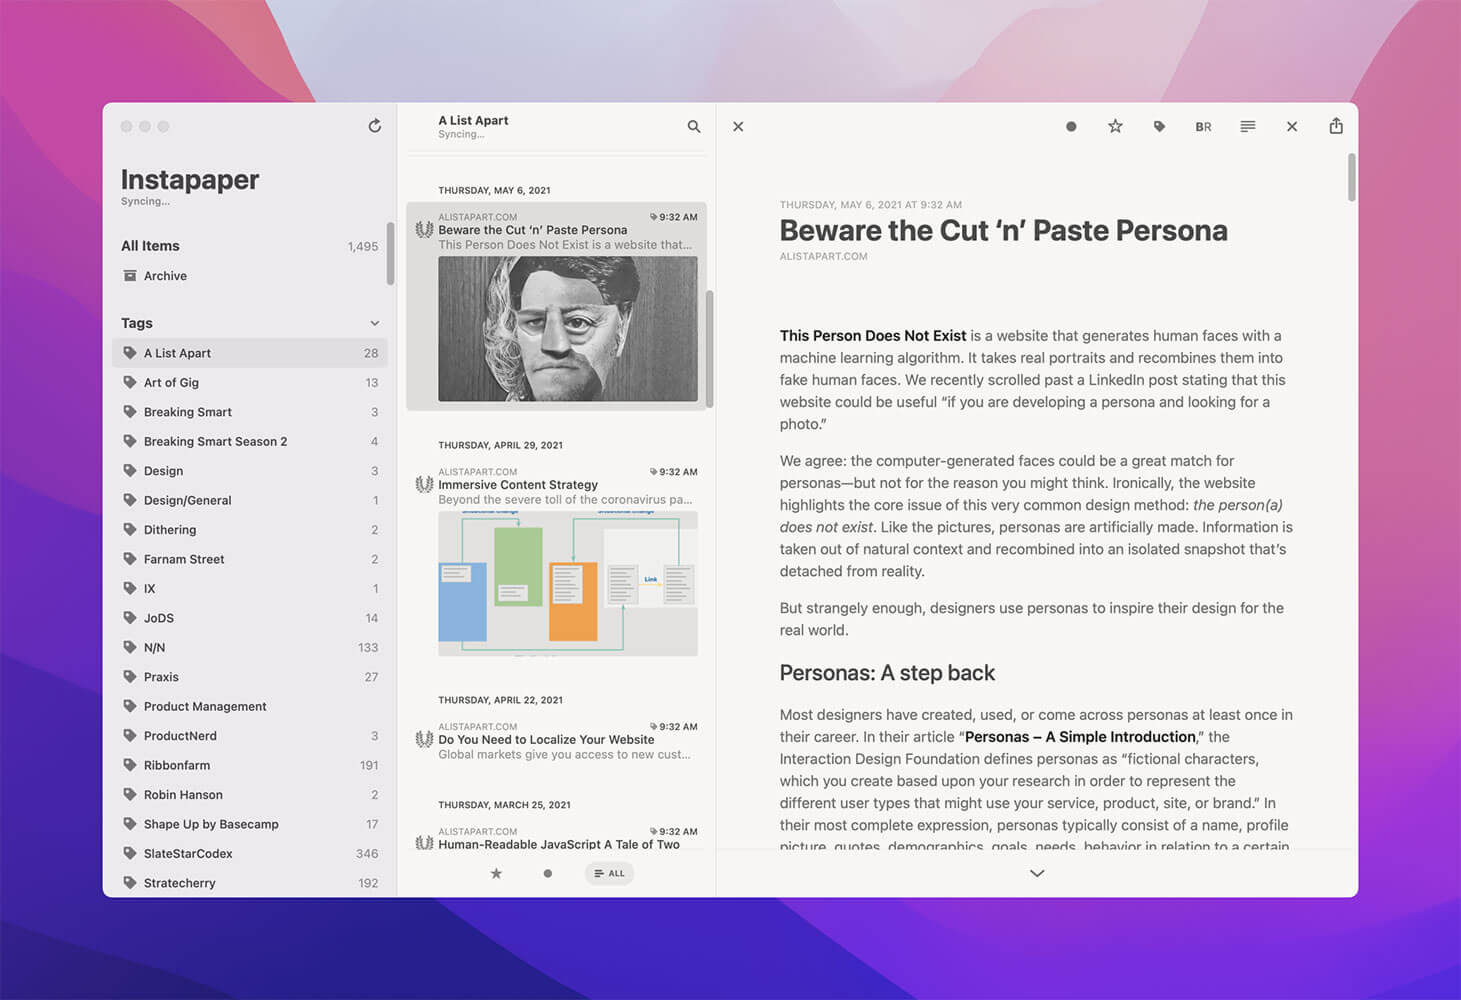 Instapaper
Syncing...
All Items 1,495
Archive
Tags
A List Apart 28
Art of Gig 13
Breaking Smart 3
Breaking Smart Season 2 4
Design 3
Design/General 1
Dithering 2
Farnam Street 2
IX 1
JoDS 14
N/N 133
Praxis 27
Product Management
ProductNerd 3
Ribbonfarm 191
Robin Hanson 2
Shape Up by Basecamp 17
SlateStarCodex 346
Stratechery 192
A List Apart
Syncing...
THURSDAY, MAY 6, 2021
ALISTAPART.COM 9:32 AM
Beware the Cut ‘n’ Paste Persona
This Person Does Not Exist is a website that...
THURSDAY, APRIL 29, 2021
ALISTAPART.COM 9:32 AM
Immersive Content Strategy
Beyond the severe toll of the coronavirus pa...
Link
THURSDAY, APRIL 22, 2021
ALISTAPART.COM 9:32 AM
Do You Need to Localize Your Website
Global markets give you access to new cust...
THURSDAY, MARCH 25, 2021
ALISTAPART.COM 9:32 AM
Human-Readable JavaScript A Tale of Two
ALL
BR
THURSDAY, MAY 6, 2021 AT 9:32 AM
Beware the Cut ‘n’ Paste Persona
ALISTAPART.COM
This Person Does Not Exist is a website that generates human faces with a
machine learning algorithm. It takes real portraits and recombines them into
fake human faces. We recently scrolled past a LinkedIn post stating that this
website could be useful “if you are developing a persona and looking for a
photo.”
We agree: the computer-generated faces could be a great match for
personas—but not for the reason you might think. Ironically, the website
highlights the core issue of this very common design method: the person(a)
does not exist. Like the pictures, personas are artificially made. Information is
taken out of natural context and recombined into an isolated snapshot that’s
detached from reality.
But strangely enough, designers use personas to inspire their design for the
real world.
Personas: A step back
Most designers have created, used, or come across personas at least once in
their career. In their article “Personas – A Simple Introduction,” the
Interaction Design Foundation defines personas as “fictional characters,
which you create based upon your research in order to represent the
different user types that might use your service, product, site, or brand.” In
their most complete expression, personas typically consist of a name, profile
picture, quotes, demographics, goals, needs, behavior in relation to a certain